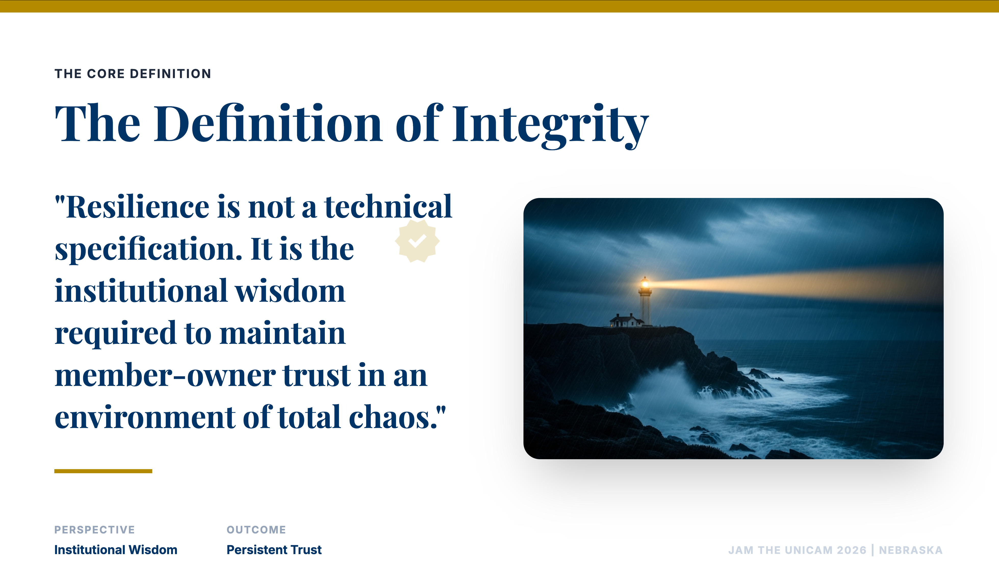 THE CORE DEFINITION
The Definition of Integrity
"Resilience is not a technical
specification. It is the
institutional wisdom
required to maintain
member-owner trust in an
environment of total chaos."
PERSPECTIVE
Institutional Wisdom
OUTCOME
Persistent Trust
JAM THE UNICAM 2026 | NEBRASKA